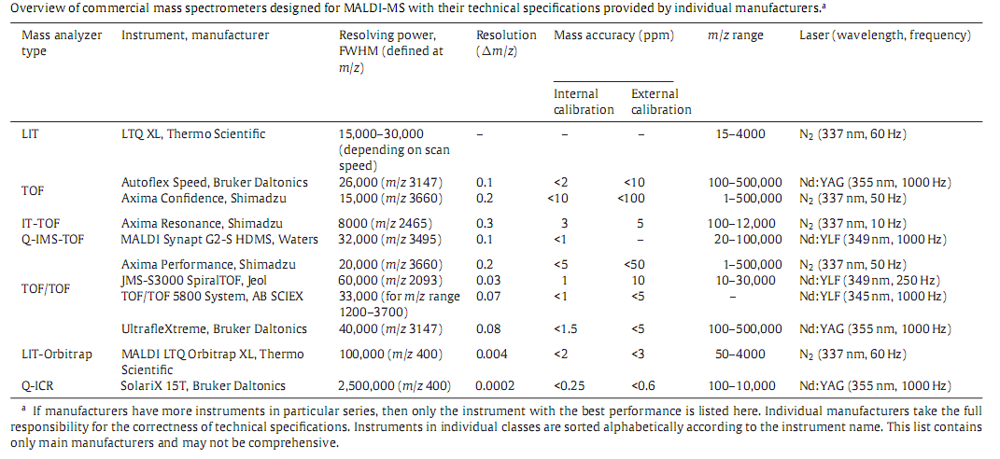 Overview of commercial mass spectrometers designed for MALDI-MS with their technical specifications provided by individual manufacturers.a
Mass analyzer type Instrument, manufacturer Resolving power, FWHM (defined at m/z) Resolution (Δm/z) Mass accuracy (ppm) m/z range Laser (wavelength, frequency)
Internal calibration External calibration
LIT LTQ XL, Thermo Scientific 15,000–30,000 (depending on scan speed) – – – 15–4000 N2 (337 nm, 60 Hz)
TOF Autoflex Speed, Bruker Daltonics 26,000 (m/z 3147) 0.1 <2 <10 100–500,000 Nd:YAG (355 nm, 1000 Hz)
Axima Confidence, Shimadzu 15,000 (m/z 3660) 0.2 <10 <100 1–500,000 N2 (337 nm, 50 Hz)
IT-TOF Axima Resonance, Shimadzu 8000 (m/z 2465) 0.3 3 5 100–12,000 N2 (337 nm, 10 Hz)
Q-IMS-TOF MALDI Synapt G2-S HDMS, Waters 32,000 (m/z 3495) 0.1 <1 – 20–100,000 Nd:YLF (349 nm, 1000 Hz)
TOF/TOF Axima Performance, Shimadzu 20,000 (m/z 3660) 0.2 <5 <50 1–500,000 N2 (337 nm, 50 Hz)
JMS-S3000 SpiralTOF, Jeol 60,000 (m/z 2093) 0.03 1 10 10–30,000 Nd:YLF (349 nm, 250 Hz)
TOF/TOF 5800 System, AB SCIEX 33,000 (for m/z range 1200–3700) 0.07 <1 <5 – Nd:YLF (345 nm, 1000 Hz)
UltrafleXtreme, Bruker Daltonics 40,000 (m/z 3147) 0.08 <1.5 <5 100–500,000 Nd:YAG (355 nm, 1000 Hz)
LIT-Orbitrap MALDI LTQ Orbitrap XL, Thermo Scientific 100,000 (m/z 400) 0.004 <2 <3 50–4000 N2 (337 nm, 60 Hz)
Q-ICR SolariX 15T, Bruker Daltonics 2,500,000 (m/z 400) 0.0002 <0.25 <0.6 100–10,000 Nd:YAG (355 nm, 1000 Hz)
a If manufacturers have more instruments in particular series, then only the instrument with the best performance is listed here. Individual manufacturers take the full
responsibility for the correctness of technical specifications. Instruments in individual classes are sorted alphabetically according to the instrument name. This list contains
only main manufacturers and may not be comprehensive.